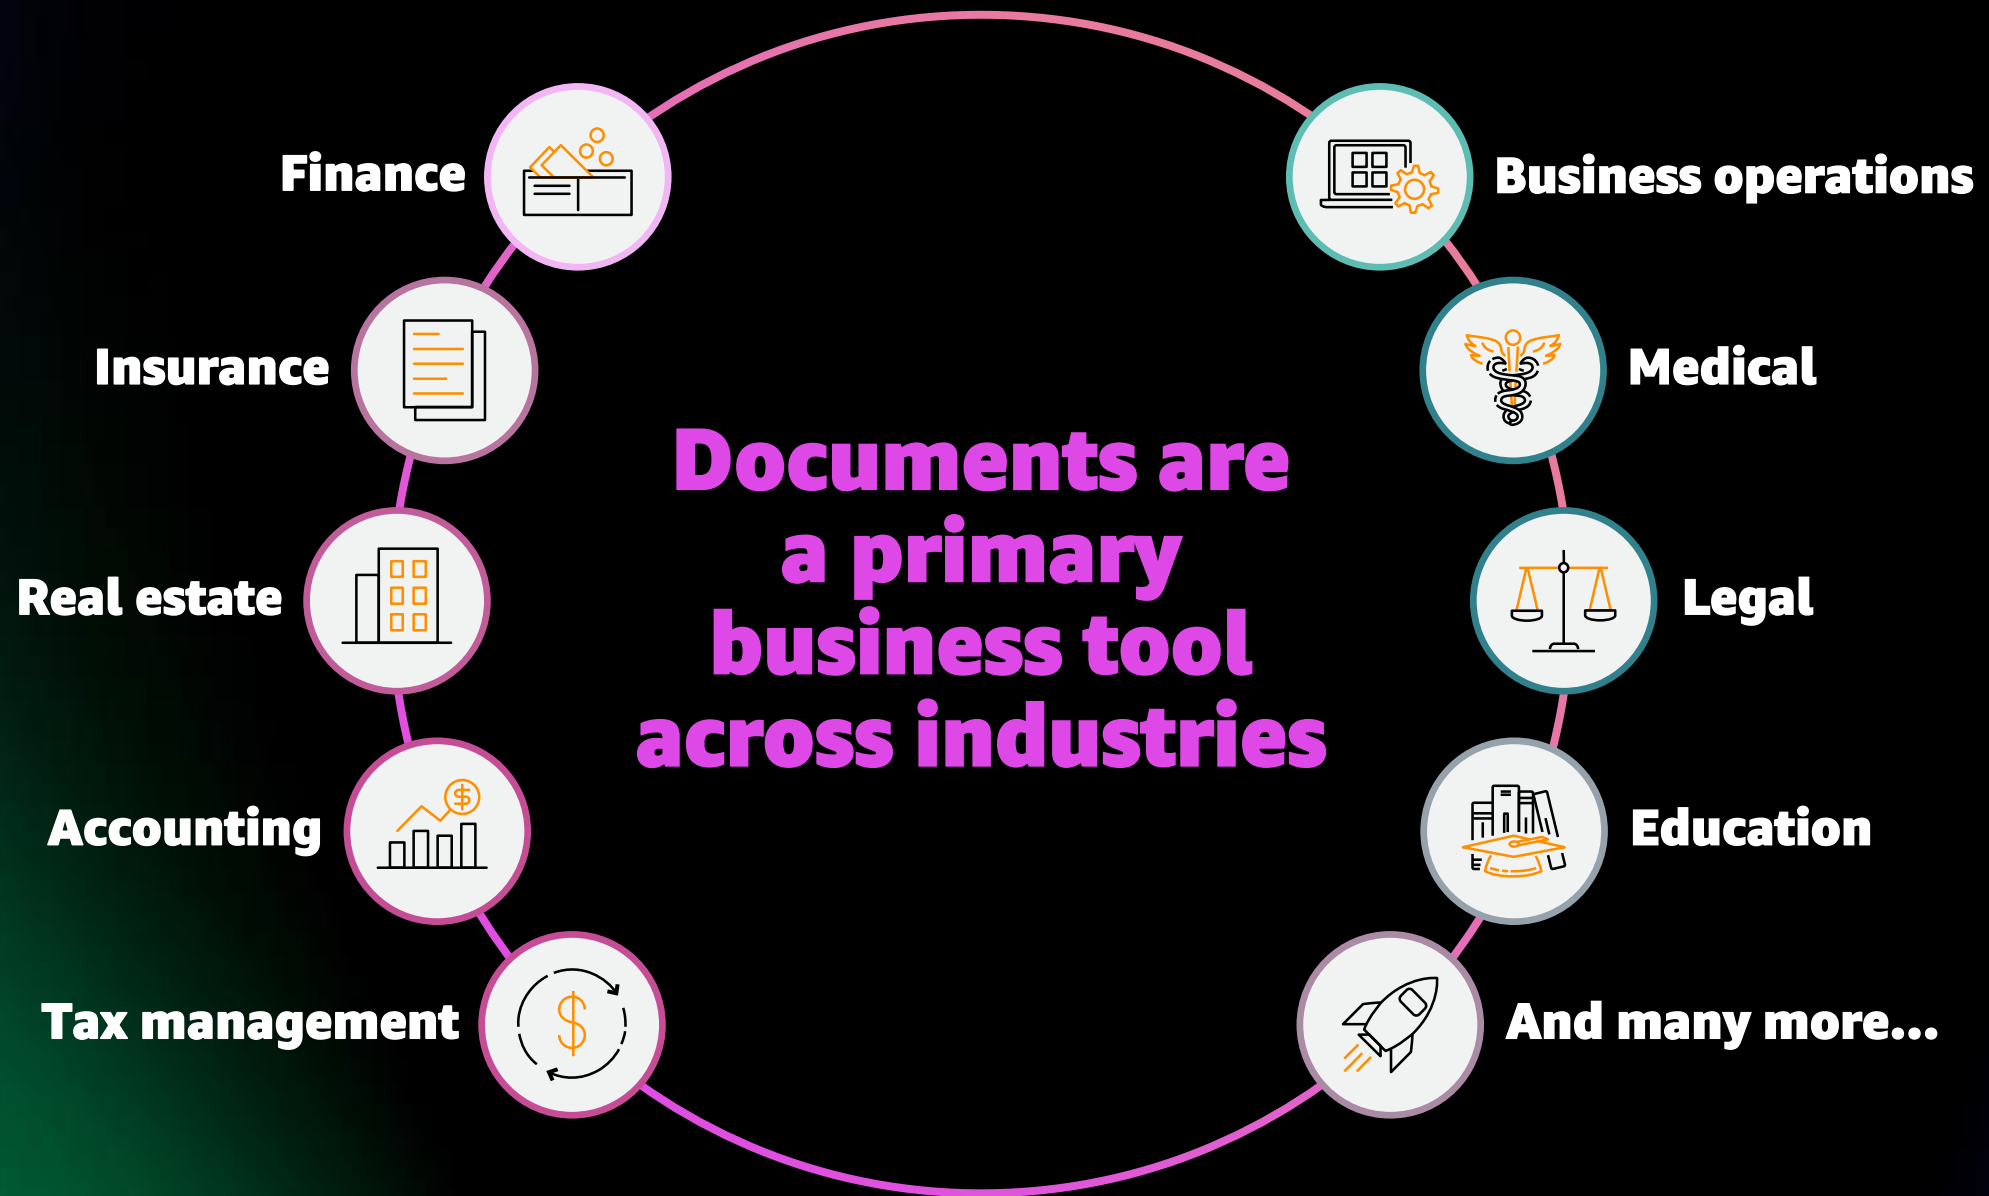 Finance
Insurance
Real estate
Accounting
Tax management
Documents are
a primary
business tool
across industries
Business operations
Medical
Legal
Education
And many more...